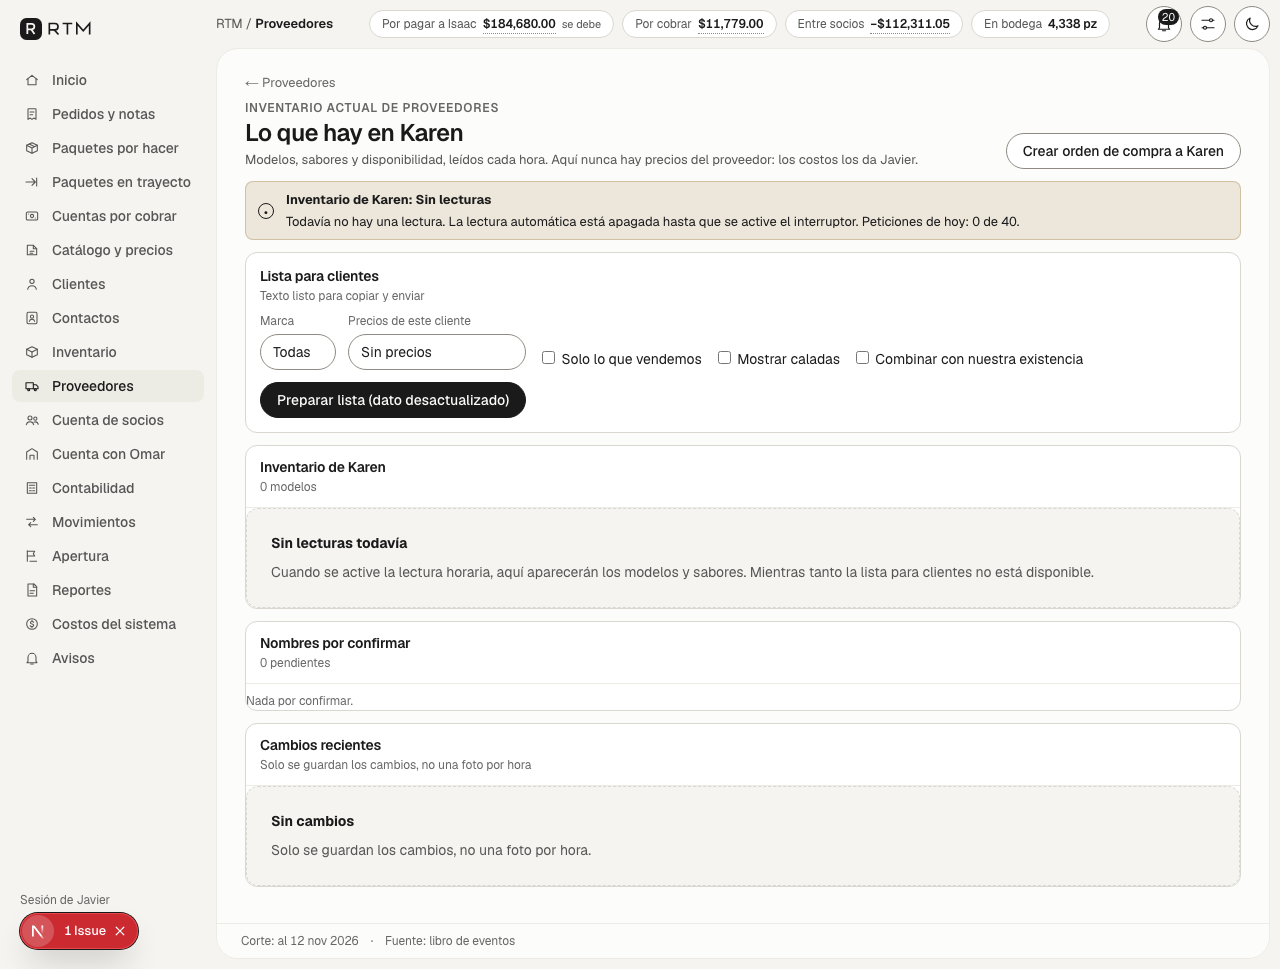 R RTM
RTM / Proveedores
Por pagar a Isaac $184,680.00 se debe
Por cobrar $11,779.00
Entre socios −$112,311.05
En bodega 4,338 pz
20
Inicio
Pedidos y notas
Paquetes por hacer
Paquetes en trayecto
Cuentas por cobrar
Catálogo y precios
Clientes
Contactos
Inventario
Proveedores
Cuenta de socios
Cuenta con Omar
Contabilidad
Movimientos
Apertura
Reportes
Costos del sistema
Avisos
Sesión de Javier
N 1 Issue ×
← Proveedores
INVENTARIO ACTUAL DE PROVEEDORES
Lo que hay en Karen
Modelos, sabores y disponibilidad, leídos cada hora. Aquí nunca hay precios del proveedor: los costos los da Javier.
Crear orden de compra a Karen
Inventario de Karen: Sin lecturas
Todavía no hay una lectura. La lectura automática está apagada hasta que se active el interruptor. Peticiones de hoy: 0 de 40.
Lista para clientes
Texto listo para copiar y enviar
Marca
Precios de este cliente
Todas
Sin precios
Solo lo que vendemos
Mostrar caladas
Combinar con nuestra existencia
Preparar lista (dato desactualizado)
Inventario de Karen
0 modelos
Sin lecturas todavía
Cuando se active la lectura horaria, aquí aparecerán los modelos y sabores. Mientras tanto la lista para clientes no está disponible.
Nombres por confirmar
0 pendientes
Nada por confirmar.
Cambios recientes
Solo se guardan los cambios, no una foto por hora
Sin cambios
Solo se guardan los cambios, no una foto por hora.
Corte: al 12 nov 2026 · Fuente: libro de eventos